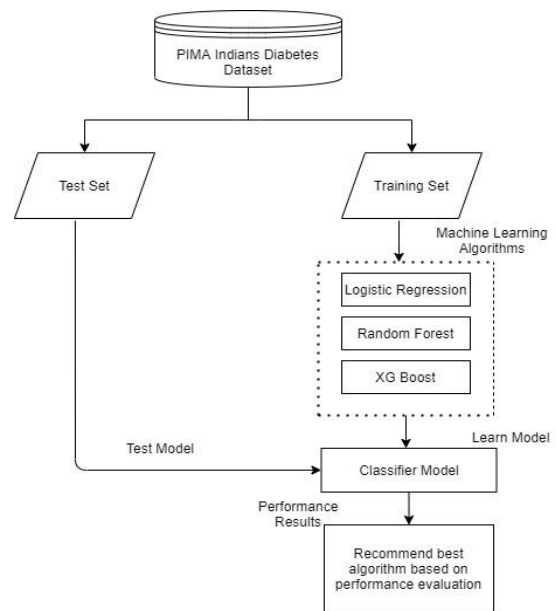 PIMA Indians Diabetes
Dataset
Test Set
Training Set
Machine Learning
Algorithms
Logistic Regression
Random Forest
XG Boost
Learn Model
Test Model
Classifier Model
Performance
Results
Recommend best
algorithm based on
performance evaluation